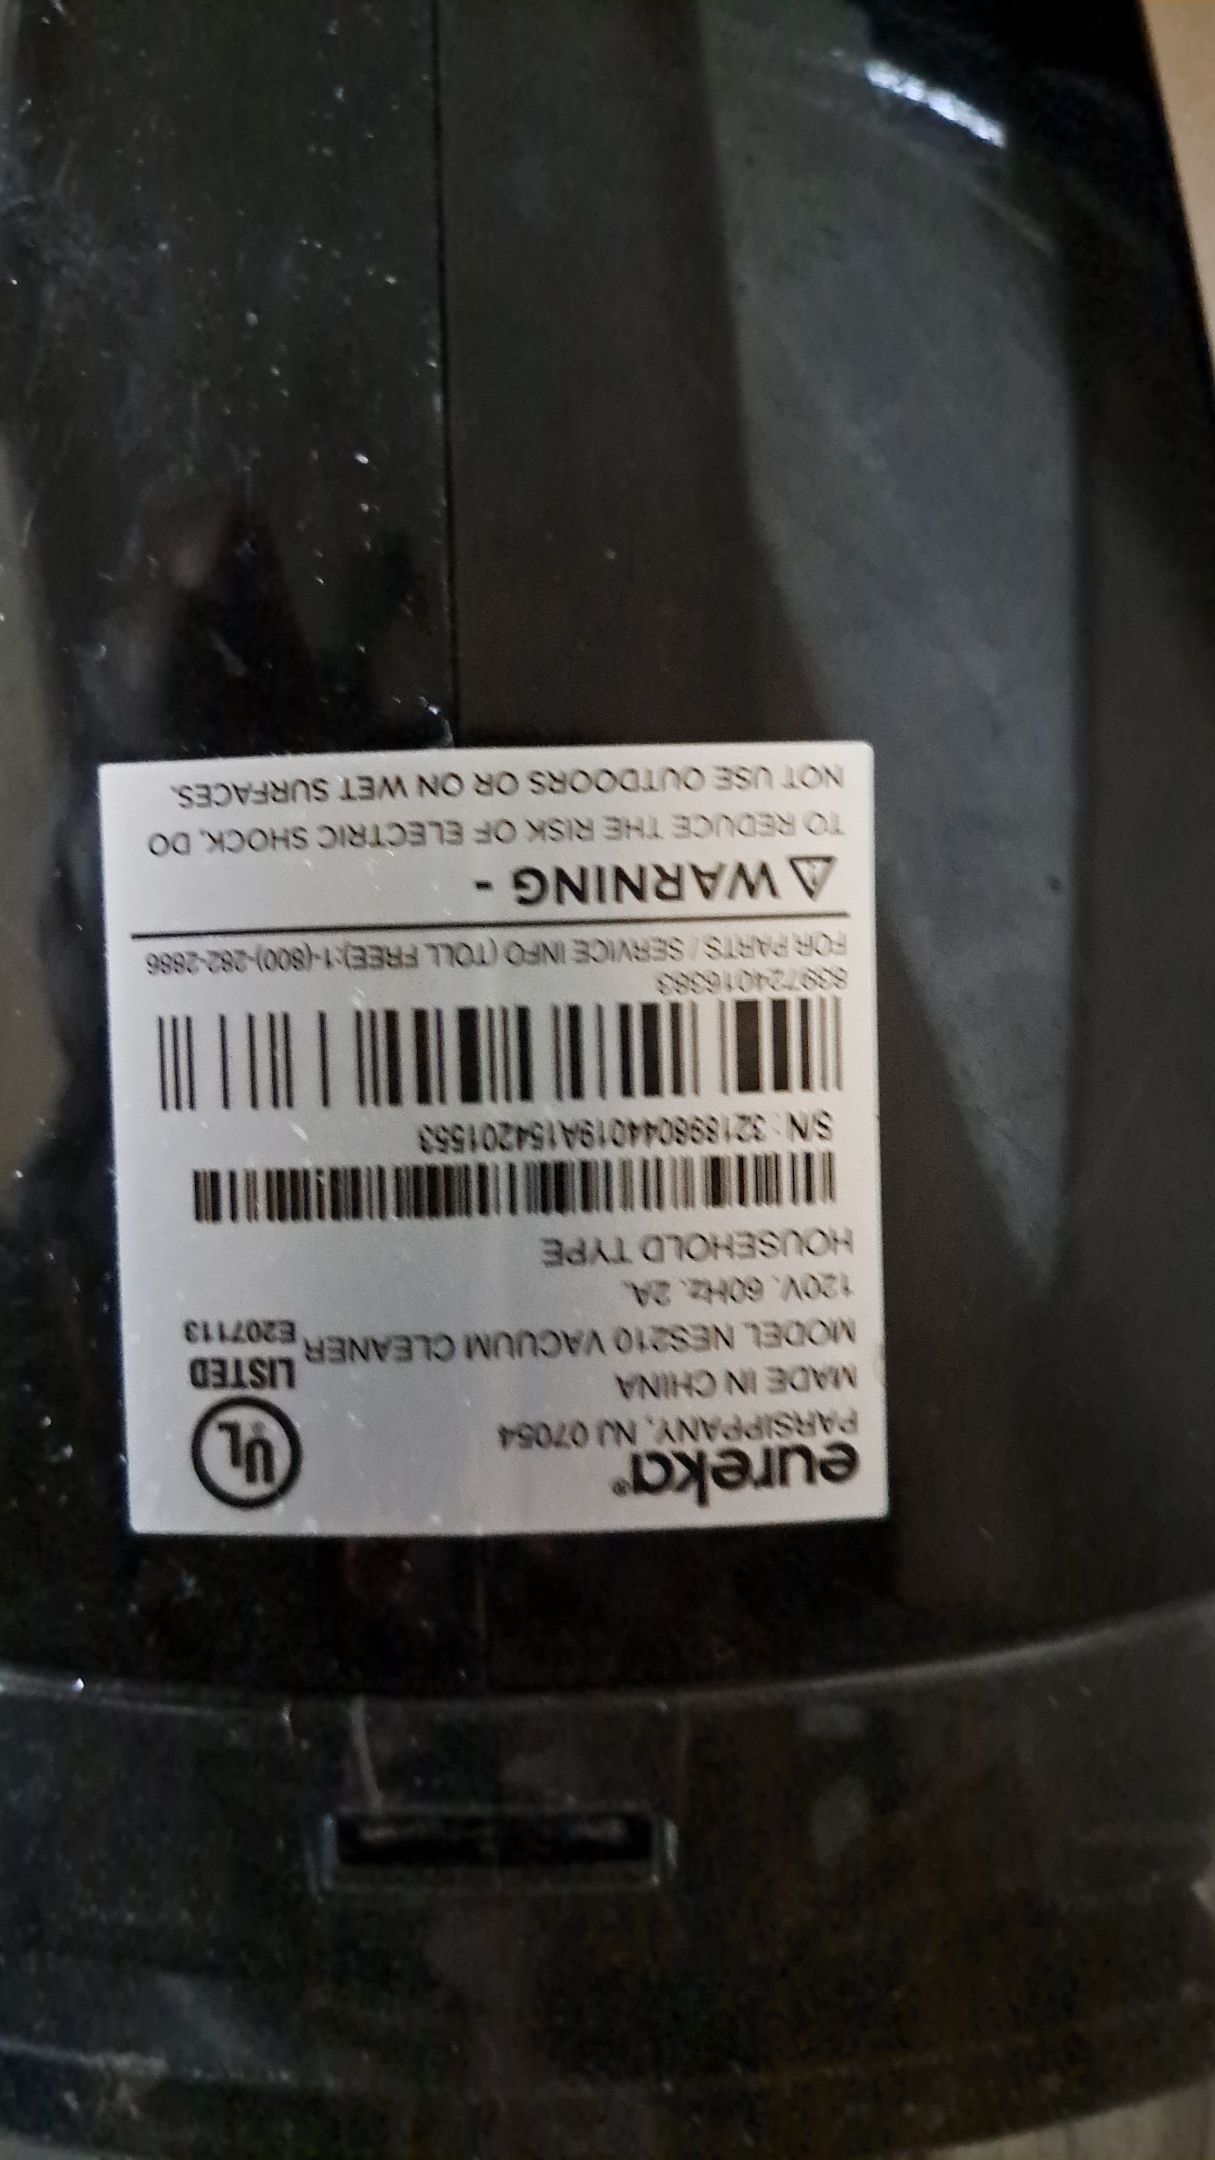 eureka®
PARSIPPANY, NJ 07054
MADE IN CHINA
MODEL NES210 VACUUM CLEANER
120V, 60Hz, 2A,
HOUSEHOLD TYPE
UL
LISTED
E207113
S/N : 321898044019A154201553
839724016383
FOR PARTS / SERVICE INFO (TOLL FREE):1-(800)-282-2886
⚠ WARNING -
TO REDUCE THE RISK OF ELECTRIC SHOCK, DO
NOT USE OUTDOORS OR ON WET SURFACES.